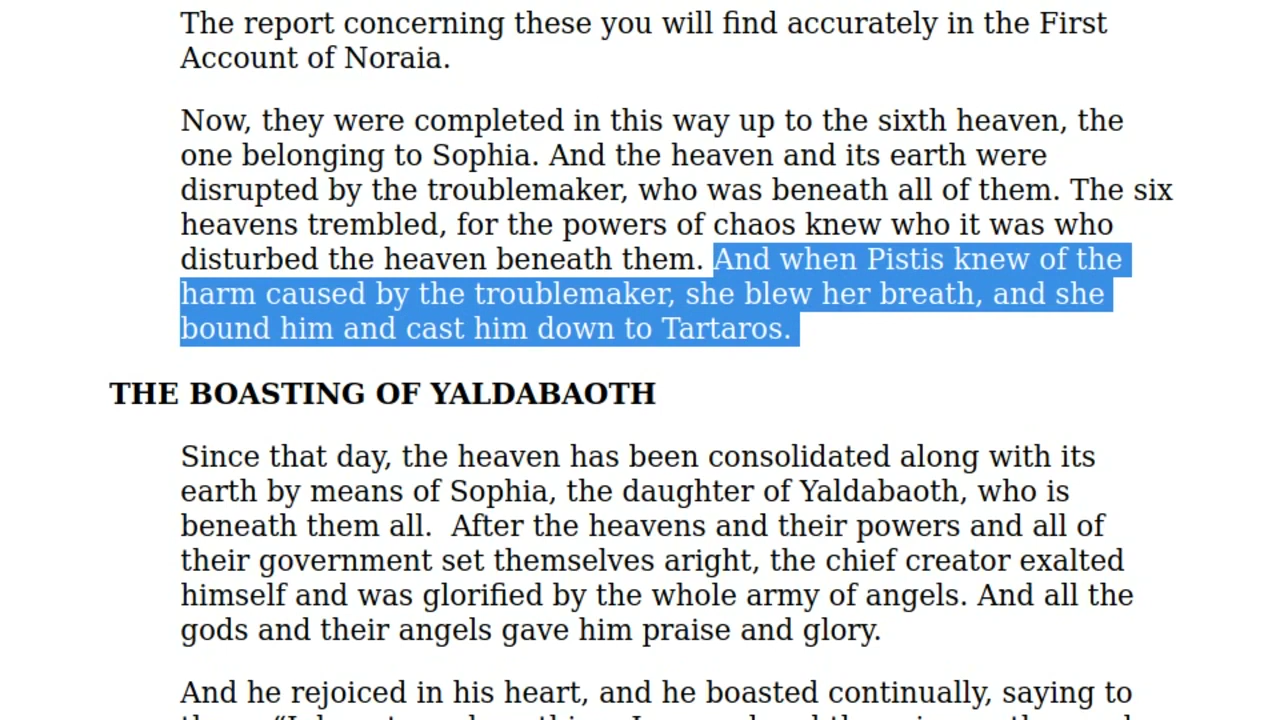 The report concerning these you will find accurately in the First
Account of Noraia.
Now, they were completed in this way up to the sixth heaven, the
one belonging to Sophia. And the heaven and its earth were
disrupted by the troublemaker, who was beneath all of them. The six
heavens trembled, for the powers of chaos knew who it was who
disturbed the heaven beneath them. And when Pistis knew of the
harm caused by the troublemaker, she blew her breath, and she
bound him and cast him down to Tartaros.
THE BOASTING OF YALDABAOTH
Since that day, the heaven has been consolidated along with its
earth by means of Sophia, the daughter of Yaldabaoth, who is
beneath them all.  After the heavens and their powers and all of
their government set themselves aright, the chief creator exalted
himself and was glorified by the whole army of angels. And all the
gods and their angels gave him praise and glory.
And he rejoiced in his heart, and he boasted continually, saying to